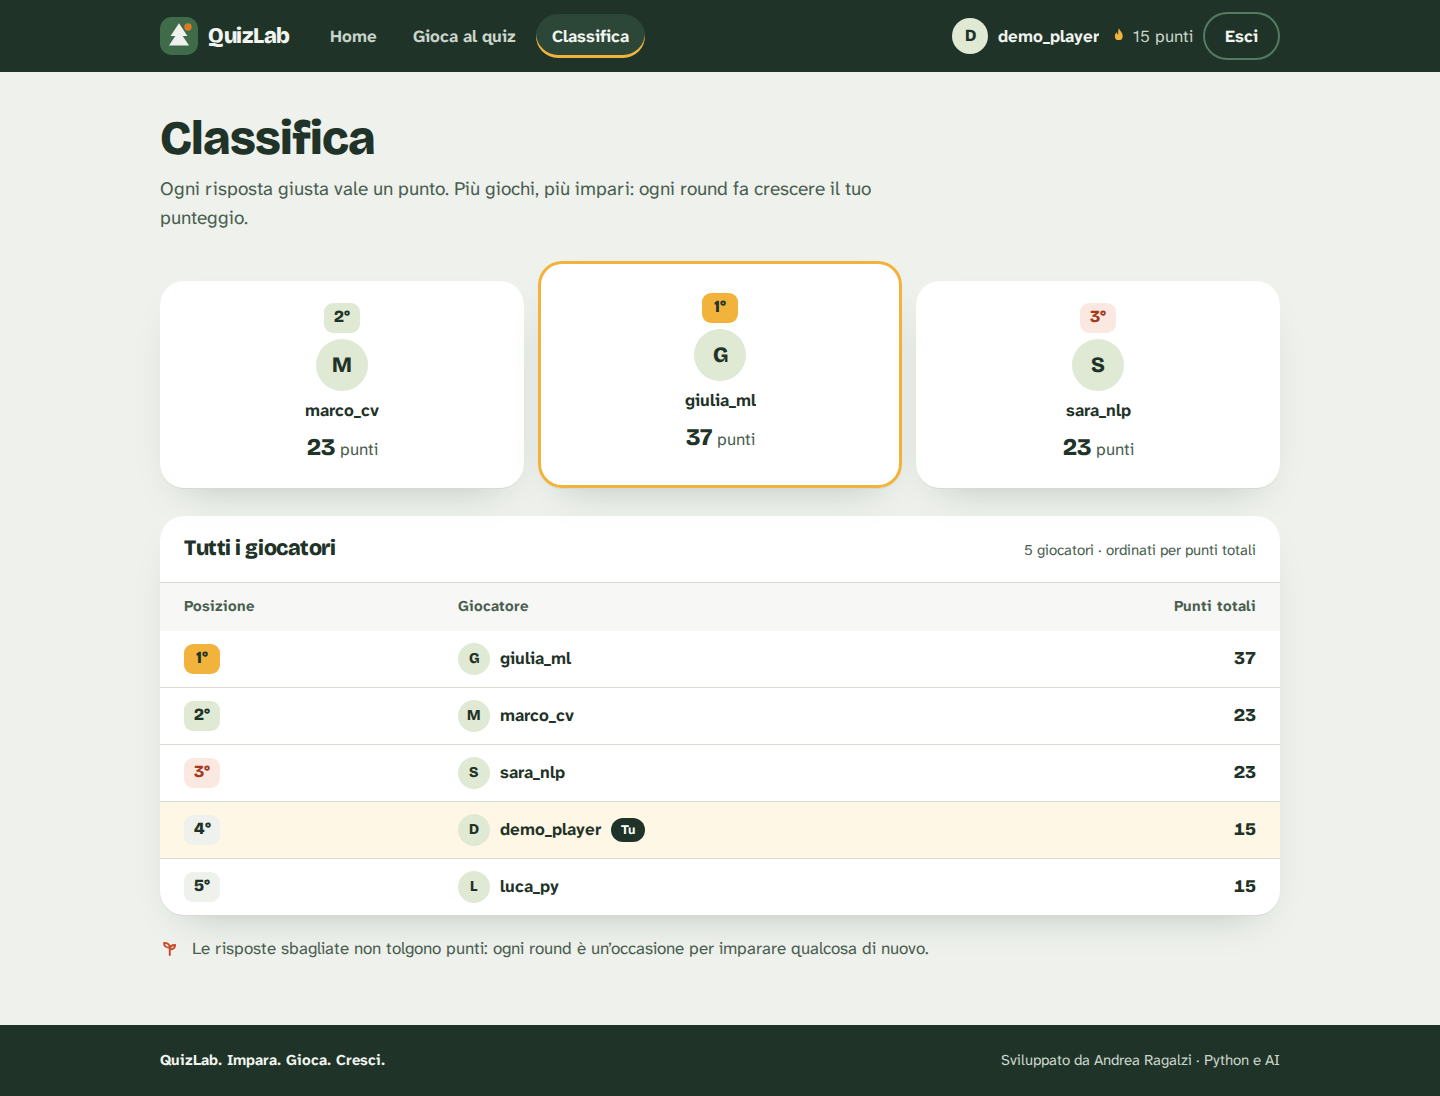 QuizLab
Home
Gioca al quiz
Classifica
D
demo_player
15 punti
Esci
Classifica
Ogni risposta giusta vale un punto. Più giochi, più impari: ogni round fa crescere il tuo
punteggio.
2°
M
marco_cv
23 punti
1°
G
giulia_ml
37 punti
3°
S
sara_nlp
23 punti
Tutti i giocatori
5 giocatori · ordinati per punti totali
Posizione
Giocatore
Punti totali
1°
G
giulia_ml
37
2°
M
marco_cv
23
3°
S
sara_nlp
23
4°
D
demo_player
Tu
15
5°
L
luca_py
15
Le risposte sbagliate non tolgono punti: ogni round è un’occasione per imparare qualcosa di nuovo.
QuizLab. Impara. Gioca. Cresci.
Sviluppato da Andrea Ragalzi · Python e AI